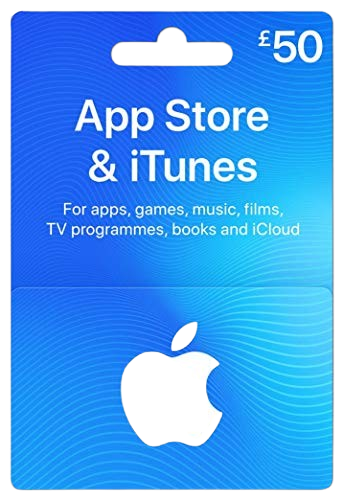 £50
App Store
& iTunes
For apps, games, music, films,
TV programmes, books and iCloud